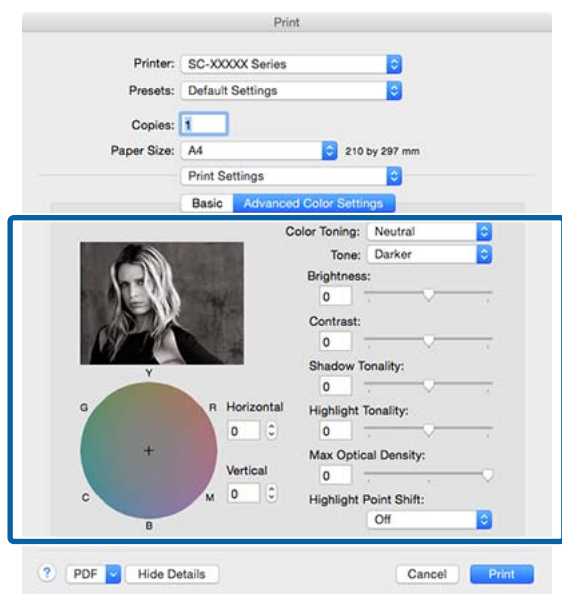 Print
Printer: SC-XXXXX Series
Presets: Default Settings
Copies: 1
Paper Size: A4 210 by 297 mm
Print Settings
Basic Advanced Color Settings
Color Toning: Neutral
Tone: Darker
Brightness:
0
Contrast:
0
Shadow Tonality:
0
Highlight Tonality:
0
Max Optical Density:
0
Highlight Point Shift:
Off
Y
G R
C M
B
Horizontal
0
Vertical
0
? PDF Hide Details Cancel Print